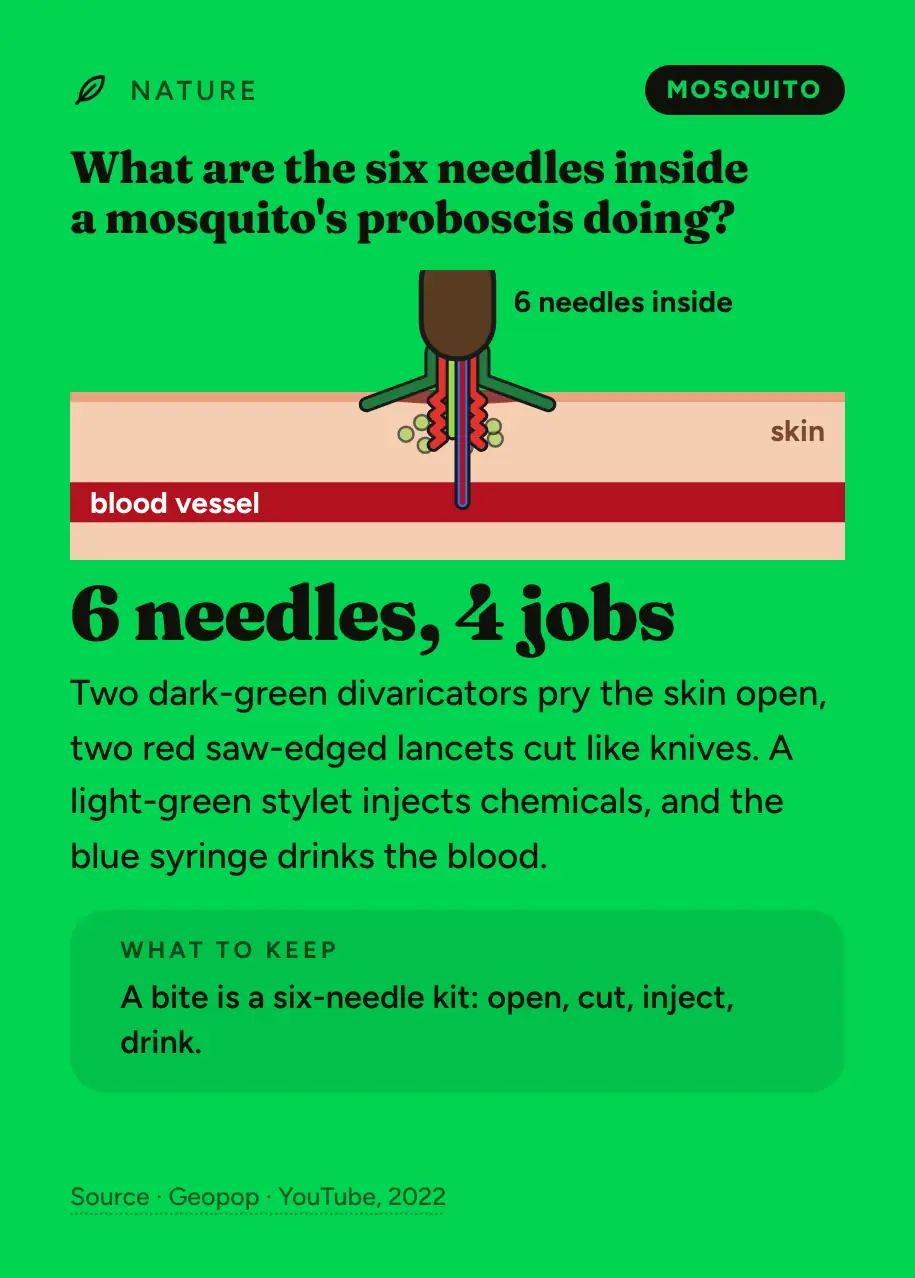 NATURE
MOSQUITO
What are the six needles inside
a mosquito's proboscis doing?
6 needles inside
skin
blood vessel
6 needles, 4 jobs
Two dark-green divaricators pry the skin open,
two red saw-edged lancets cut like knives. A
light-green stylet injects chemicals, and the
blue syringe drinks the blood.
WHAT TO KEEP
A bite is a six-needle kit: open, cut, inject,
drink.
Source · Geopop · YouTube, 2022